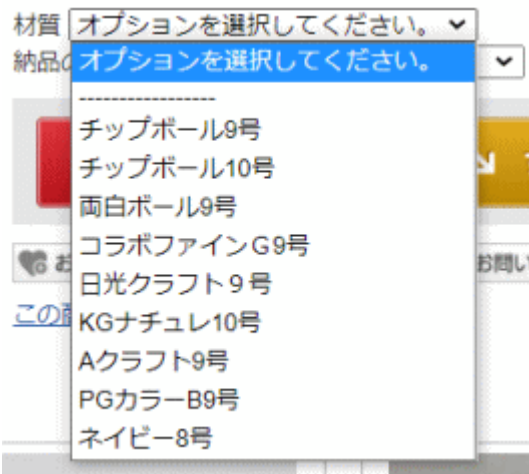 材質 オプションを選択してください。
納品
オプションを選択してください。
-----------------
チップボール9号
チップボール10号
両白ボール9号
コラボファインG9号
日光クラフト９号
KGナチュレ10号
Aクラフト9号
PGカラーB9号
ネイビー8号
お
お問い
この